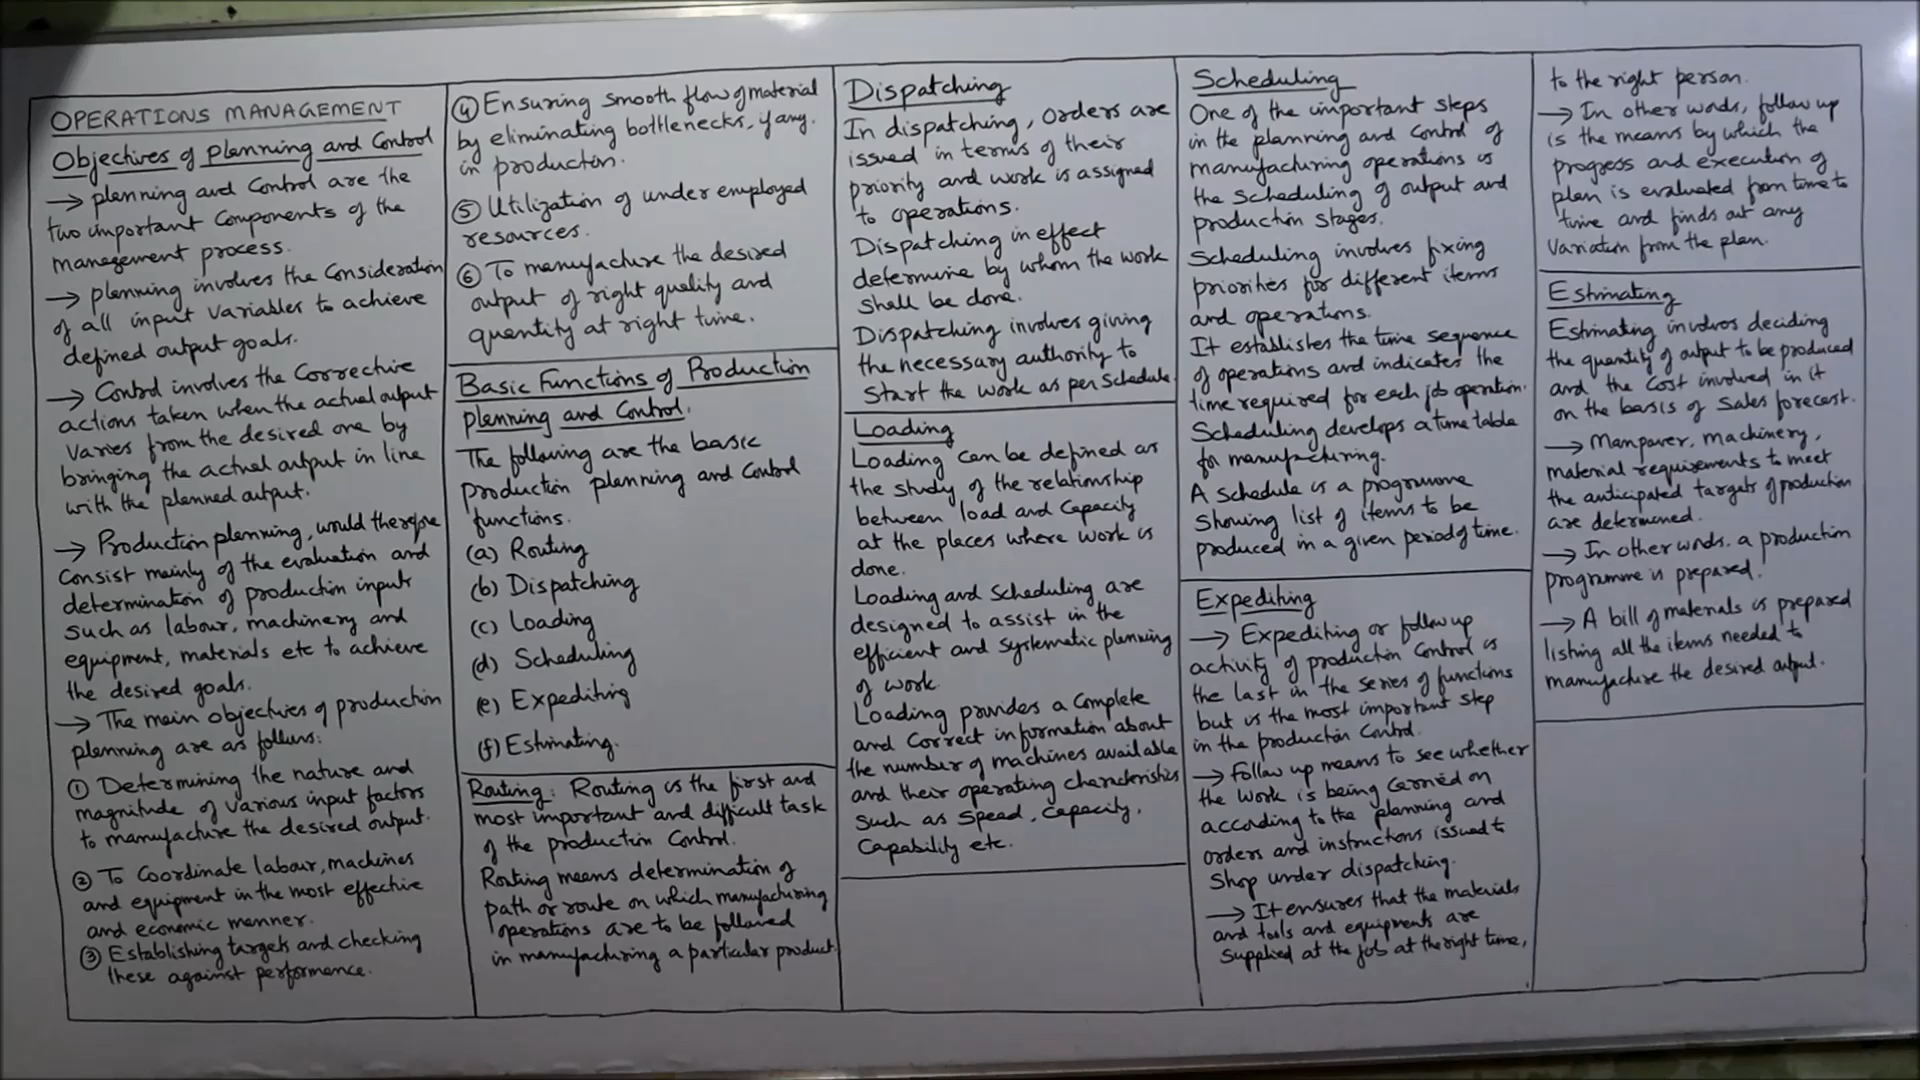 OPERATIONS MANAGEMENT
Objectives of planning and Control
→ planning and Control are the
two important Components of the
management process.
→ planning involves the Consideration
of all input variables to achieve
defined output goals.
→ Control involves the Corrective
actions taken when the actual output
Varies from the desired one by
bringing the actual output in line
with the planned output.
→ Production planning, would therefore
Consist mainly of the evaluation and
determination of production inputs
such as labour, machinery and
equipment, materials etc to achieve
the desired goals.
→ The main objectives of production
planning are as follows:
① Determining the nature and
magnitude of various input factors
to manufacture the desired output.
② To Coordinate labour, machines
and equipment in the most effective
and economic manner.
③ Establishing targets and checking
these against performance.
④ Ensuring smooth flow of material
by eliminating bottlenecks, if any.
in production.
⑤ Utilization of under employed
resources.
⑥ To manufacture the desired
output of right quality and
quantity at right time.
Basic Functions of Production
planning and Control.
The following are the basic
production planning and Control
functions.
(a) Routing
(b) Dispatching
(c) Loading
(d) Scheduling
(e) Expediting
(f) Estimating.
Routing: Routing is the first and
most important and difficult task
of the production Control.
Routing means determination of
path or route on which manufacturing
operations are to be followed
in manufacturing a particular product.
Dispatching
In dispatching, orders are
issued in terms of their
priority and work is assigned
to operations.
Dispatching in effect
determine by whom the work
shall be done.
Dispatching involves giving
the necessary authority to
Start the work as per Schedule.
Loading
Loading can be defined as
the study of the relationship
between load and Capacity
at the places where work is
done.
Loading and Scheduling are
designed to assist in the
efficient and systematic planning
of work
Loading provides a Complete
and Correct information about
the number of machines available
and their operating characteristics
Such as Speed, Capacity,
Capability etc.
Scheduling
One of the important steps
in the planning and Control of
manufacturing operations is
the Scheduling of output and
production stages.
Scheduling involves fixing
priorities for different items
and operations.
It establishes the time sequence
of operations and indicates the
time required for each job operation.
Scheduling develops a time table
for manufacturing.
A Schedule is a programme
Showing list of items to be
produced in a given period of time.
Expediting
→ Expediting or follow up
activity of production Control is
the last in the series of functions
but is the most important step
in the production Control.
→ Follow up means to see whether
the work is being Carried on
according to the planning and
orders and instructions issued to
Shop under dispatching.
→ It ensures that the materials
and tools and equipments are
supplied at the job at the right time,
to the right person.
→ In other words, follow up
is the means by which the
progress and execution of
plan is evaluated from time to
time and finds out any
Variation from the plan.
Estimating
Estimating involves deciding
the quantity of output to be produced
and the Cost involved in it
on the basis of Sales forecast.
→ Manpower, machinery,
material requirements to meet
the anticipated targets of production
are determined.
→ In other words. a production
programme is prepared.
→ A bill of materials is prepared
listing all the items needed to
manufacture the desired output.